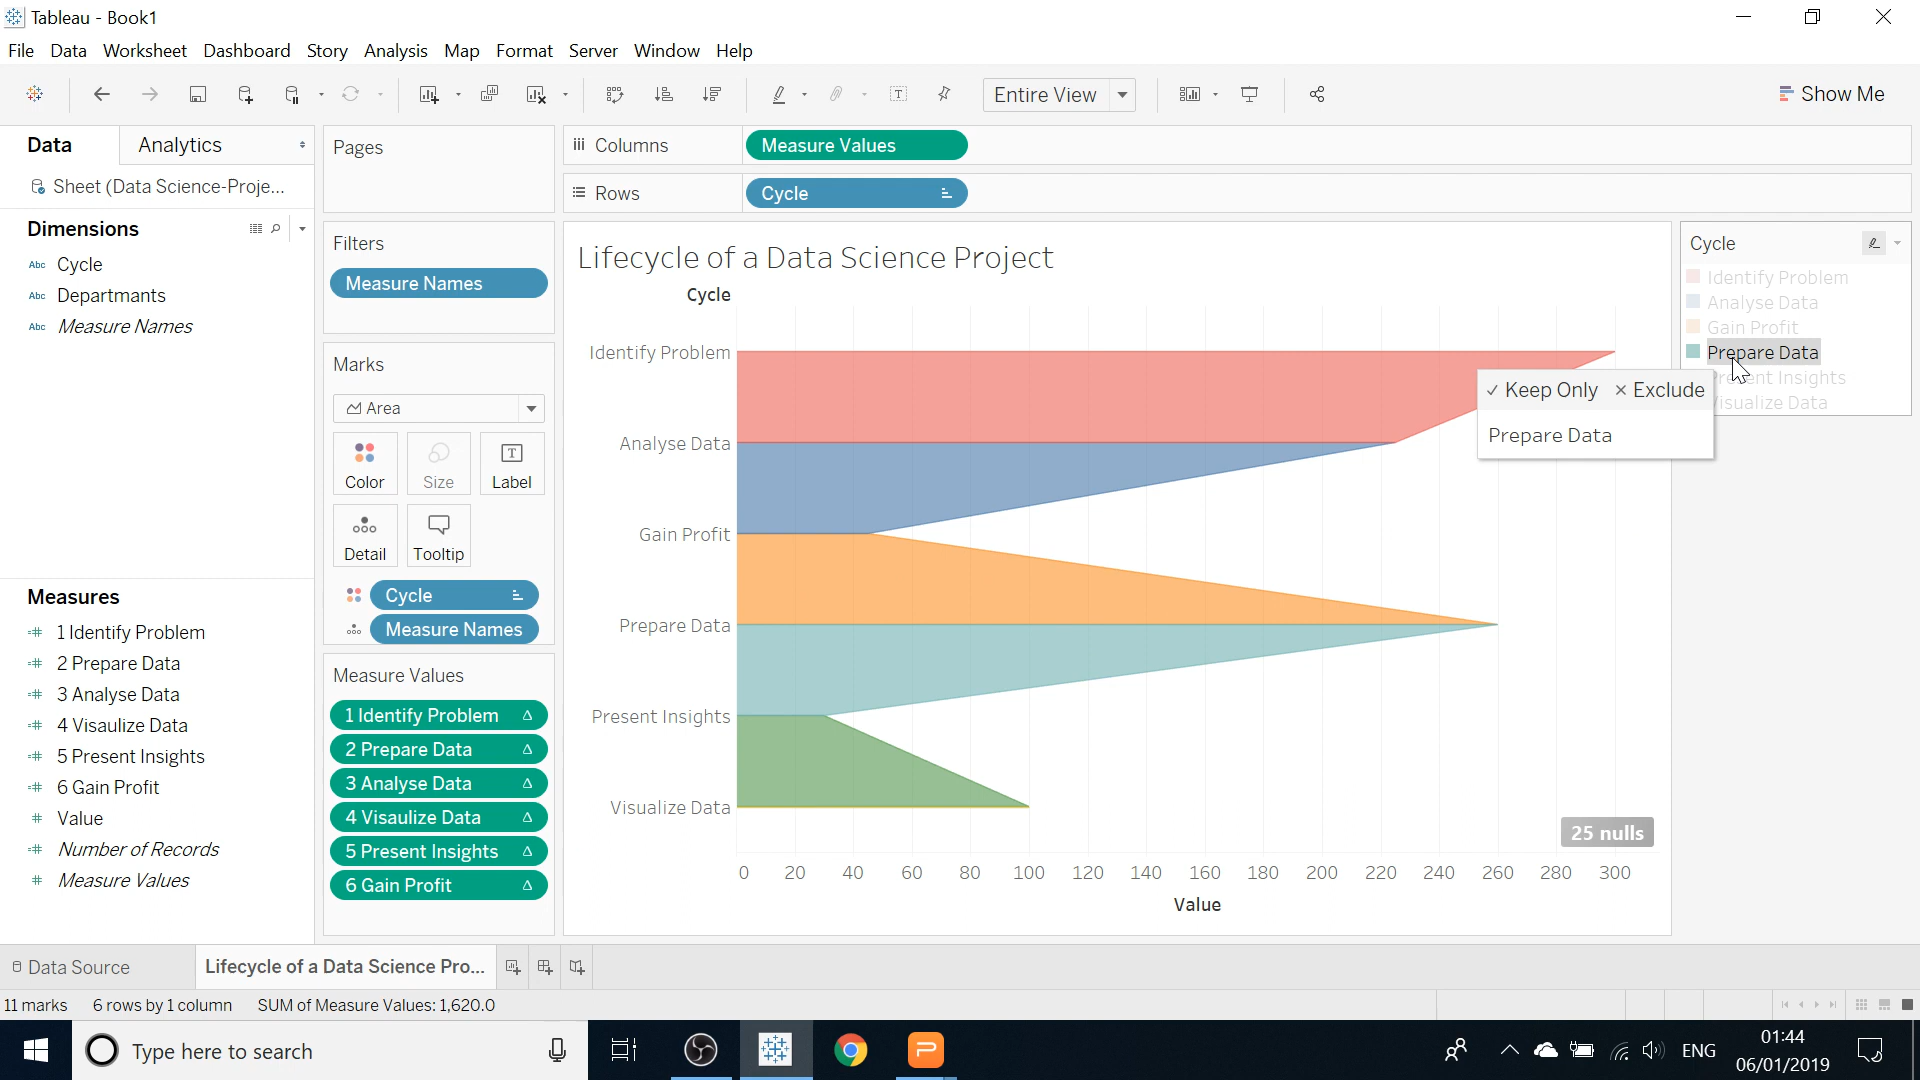 Tableau - Book1
File Data Worksheet Dashboard Story Analysis Map Format Server Window Help
Entire View
Show Me
Data Analytics
Sheet (Data Science-Proje...
Dimensions
Abc Cycle
Abc Departmants
Abc Measure Names
Measures
1 Identify Problem
2 Prepare Data
3 Analyse Data
4 Visaulize Data
5 Present Insights
6 Gain Profit
# Value
Number of Records
# Measure Values
Pages
Filters
Measure Names
Marks
Area
Color Size Label
Detail Tooltip
Cycle
Measure Names
Measure Values
1 Identify Problem Δ
2 Prepare Data Δ
3 Analyse Data Δ
4 Visaulize Data Δ
5 Present Insights Δ
6 Gain Profit Δ
Columns Measure Values
Rows Cycle
Lifecycle of a Data Science Project
Cycle
Identify Problem
Analyse Data
Gain Profit
Prepare Data
Present Insights
Visualize Data
25 nulls
0 20 40 60 80 100 120 140 160 180 200 220 240 260 280 300
Value
Cycle
Identify Problem
Analyse Data
Gain Profit
Prepare Data
Insights
Visualize Data
Keep Only Exclude
Prepare Data
Data Source Lifecycle of a Data Science Pro...
11 marks 6 rows by 1 column SUM of Measure Values: 1,620.0
Type here to search
ENG
01:44
06/01/2019